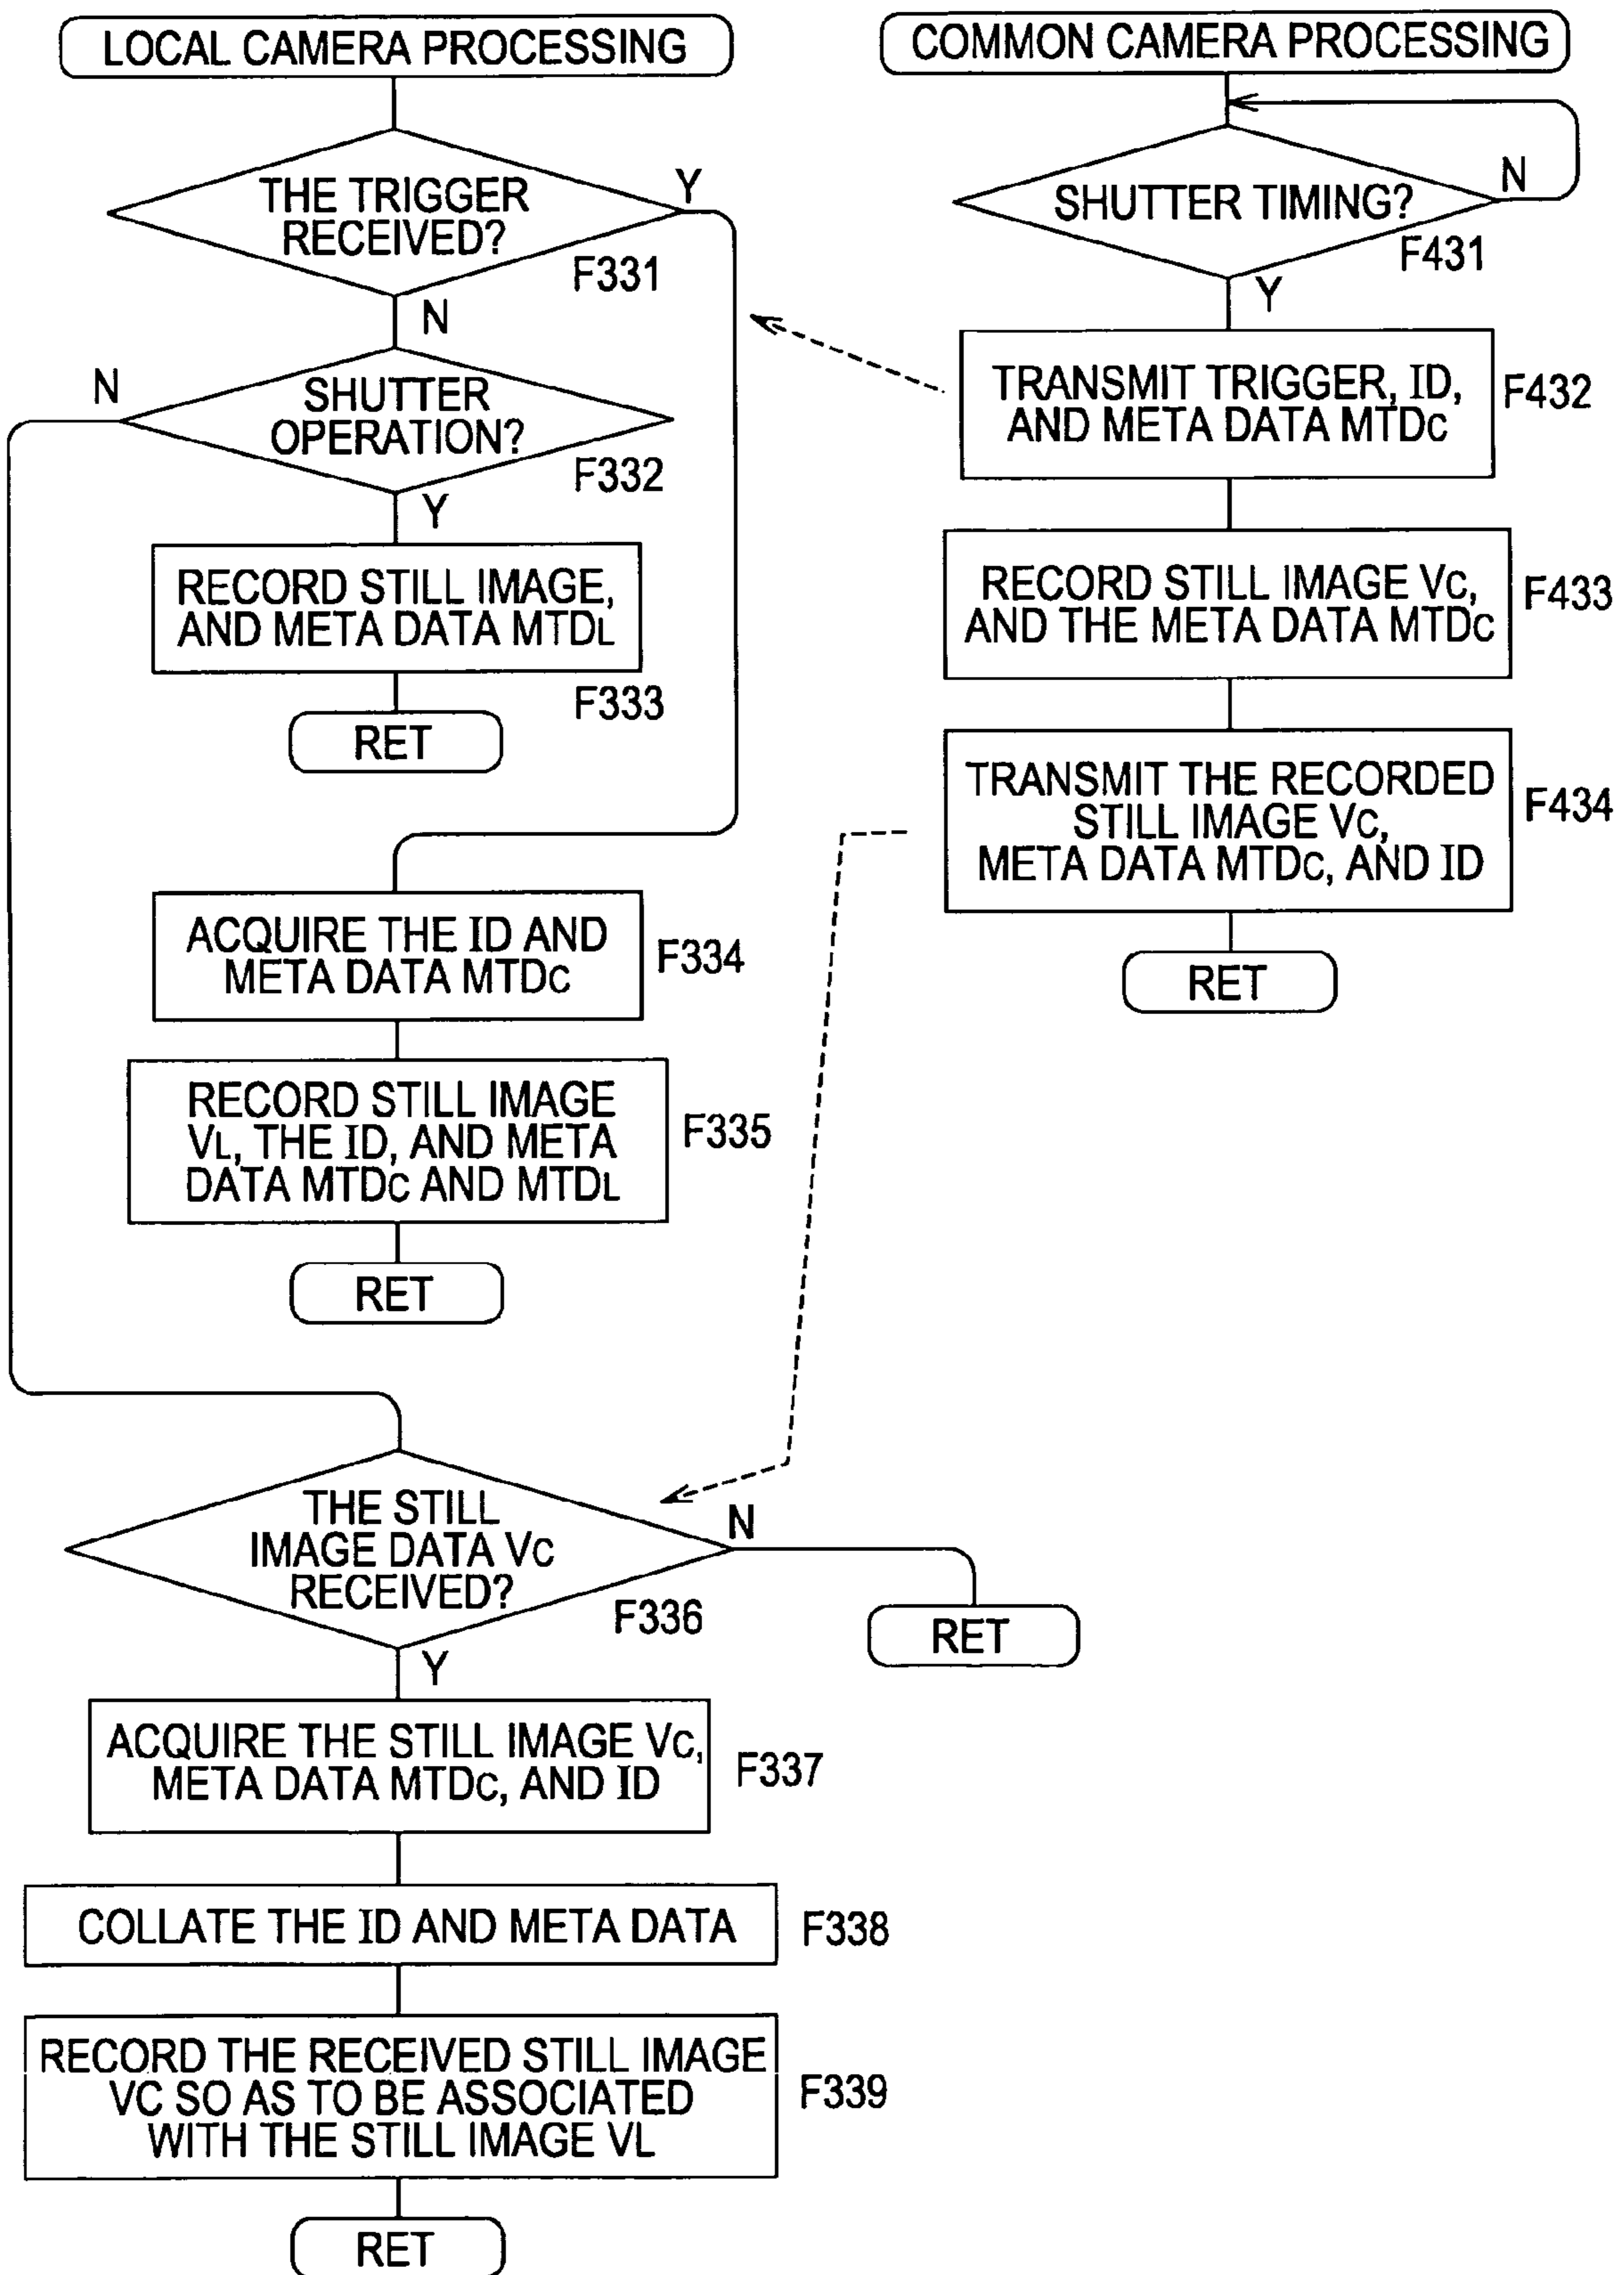 LOCAL CAMERA PROCESSING
THE TRIGGER
RECEIVED?
Y
F331
N
SHUTTER
OPERATION?
N
F332
Y
RECORD STILL IMAGE,
AND META DATA MTDL
F333
RET
ACQUIRE THE ID AND
META DATA MTDC
F334
RECORD STILL IMAGE
VL, THE ID, AND META
DATA MTDC AND MTDL
F335
RET
THE STILL
IMAGE DATA VC
RECEIVED?
N
F336
RET
Y
ACQUIRE THE STILL IMAGE VC,
META DATA MTDC, AND ID
F337
COLLATE THE ID AND META DATA
F338
RECORD THE RECEIVED STILL IMAGE
VC SO AS TO BE ASSOCIATED
WITH THE STILL IMAGE VL
F339
RET
COMMON CAMERA PROCESSING
SHUTTER TIMING?
N
F431
Y
TRANSMIT TRIGGER, ID,
AND META DATA MTDC
F432
RECORD STILL IMAGE VC,
AND THE META DATA MTDC
F433
TRANSMIT THE RECORDED
STILL IMAGE VC,
META DATA MTDC, AND ID
F434
RET